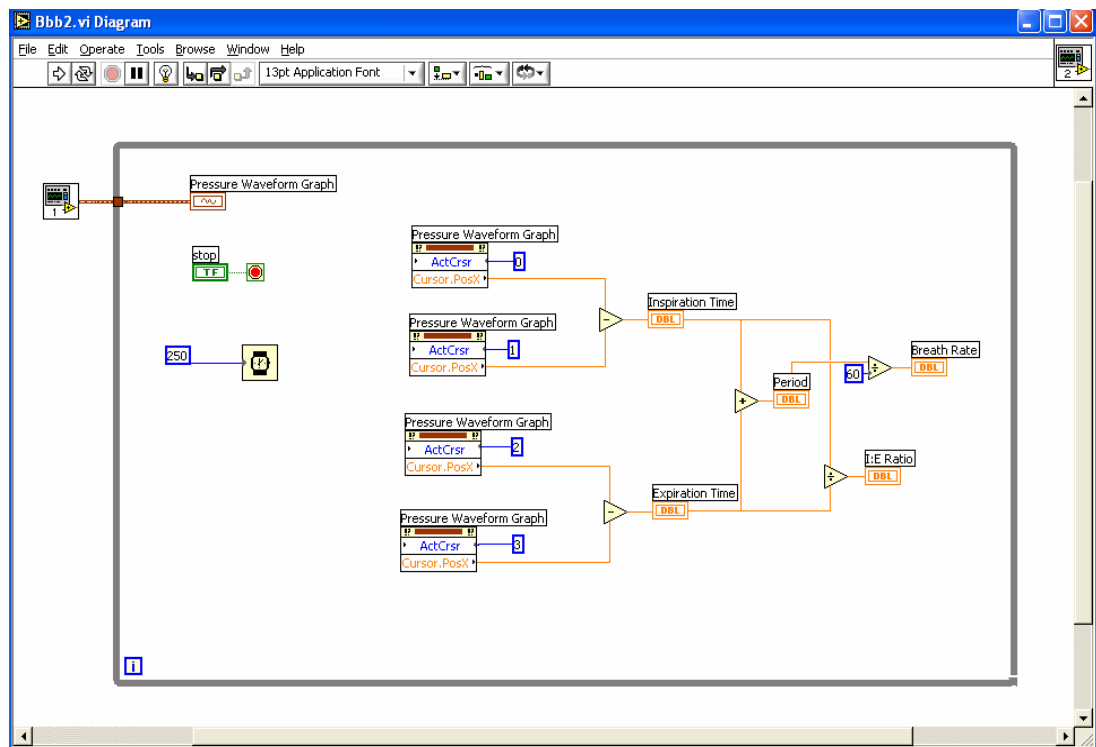 Bbb2.vi Diagram
File Edit Operate Tools Browse Window Help
13pt Application Font
2
1
Pressure Waveform Graph
stop
TF
250
Pressure Waveform Graph
ActCrsr
0
Cursor.PosX
Pressure Waveform Graph
ActCrsr
1
Cursor.PosX
Pressure Waveform Graph
ActCrsr
2
Cursor.PosX
Pressure Waveform Graph
ActCrsr
3
Cursor.PosX
-
-
Inspiration Time
DBL
Expiration Time
DBL
+
Period
DBL
60
÷
Breath Rate
DBL
÷
I:E Ratio
DBL
i